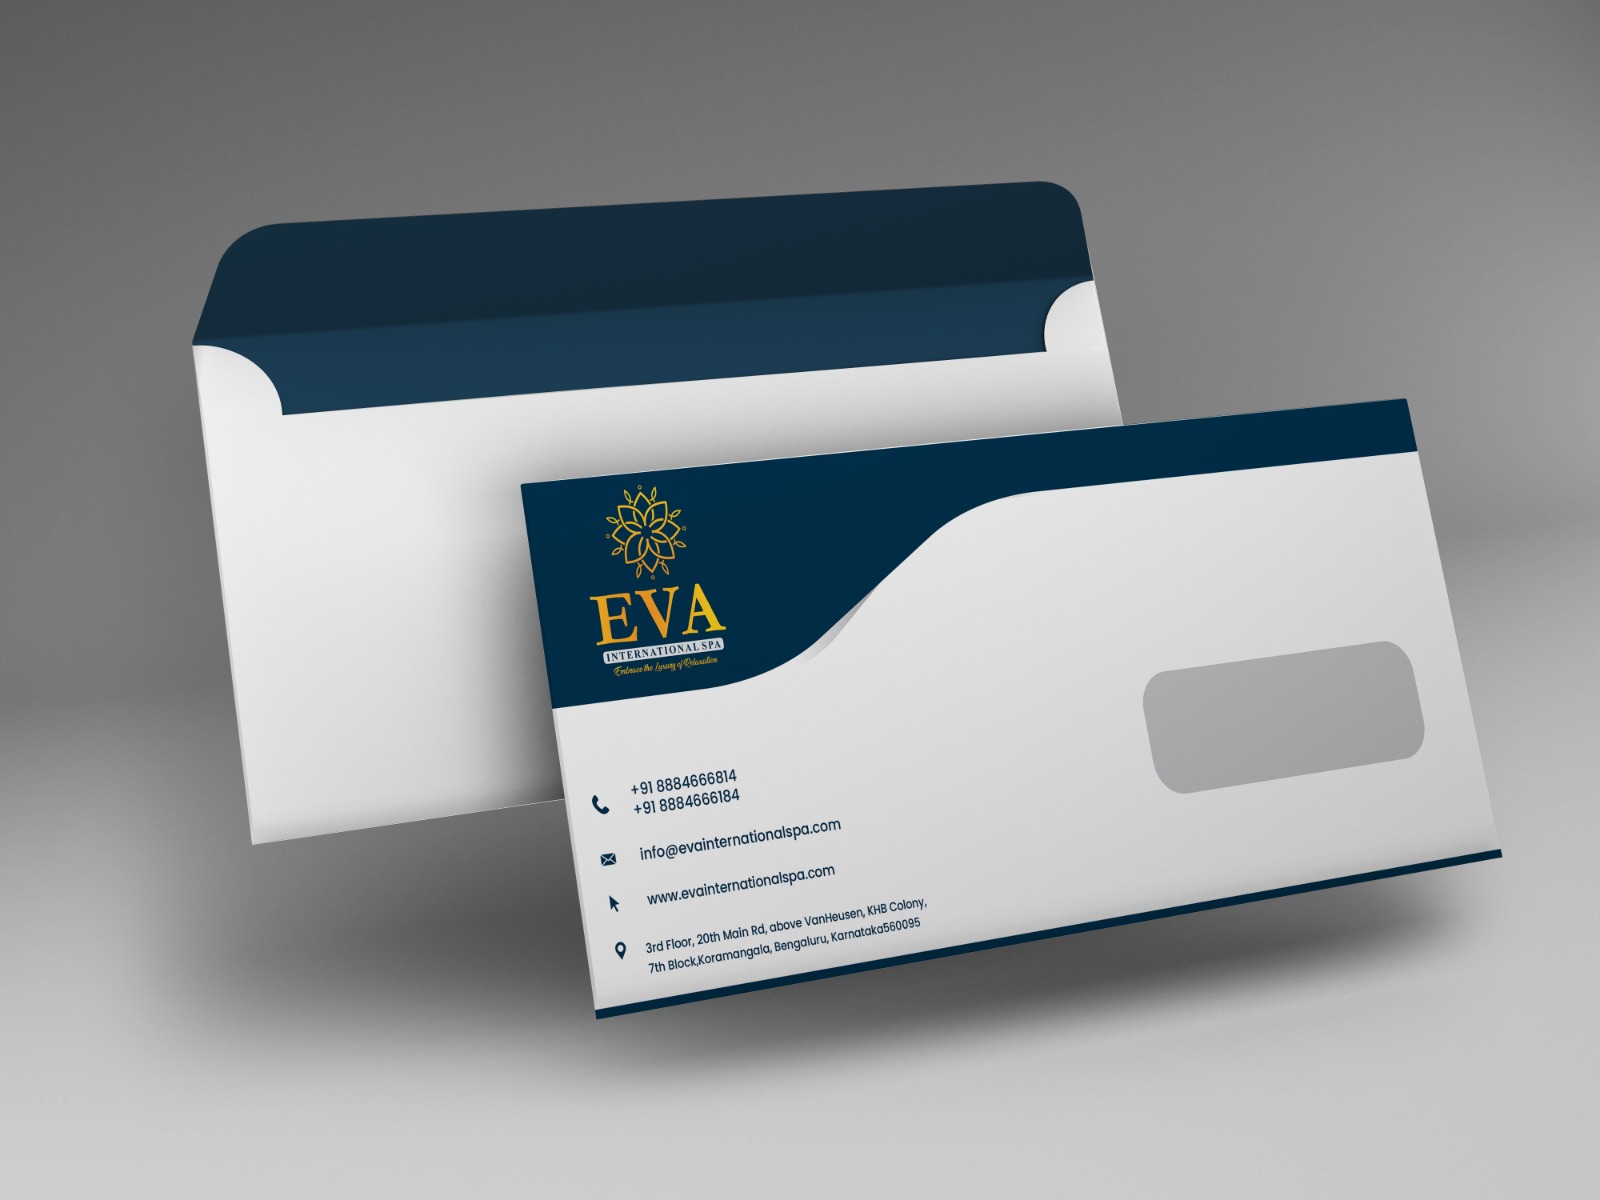 EVA
INTERNATIONAL SPA
Embrace the Luxury of Relaxation
+91 8884666814
+91 8884666184
info@evainternationalspa.com
www.evainternationalspa.com
3rd Floor, 20th Main Rd, above VanHeusen, KHB Colony,
7th Block,Koramangala, Bengaluru, Karnataka560095